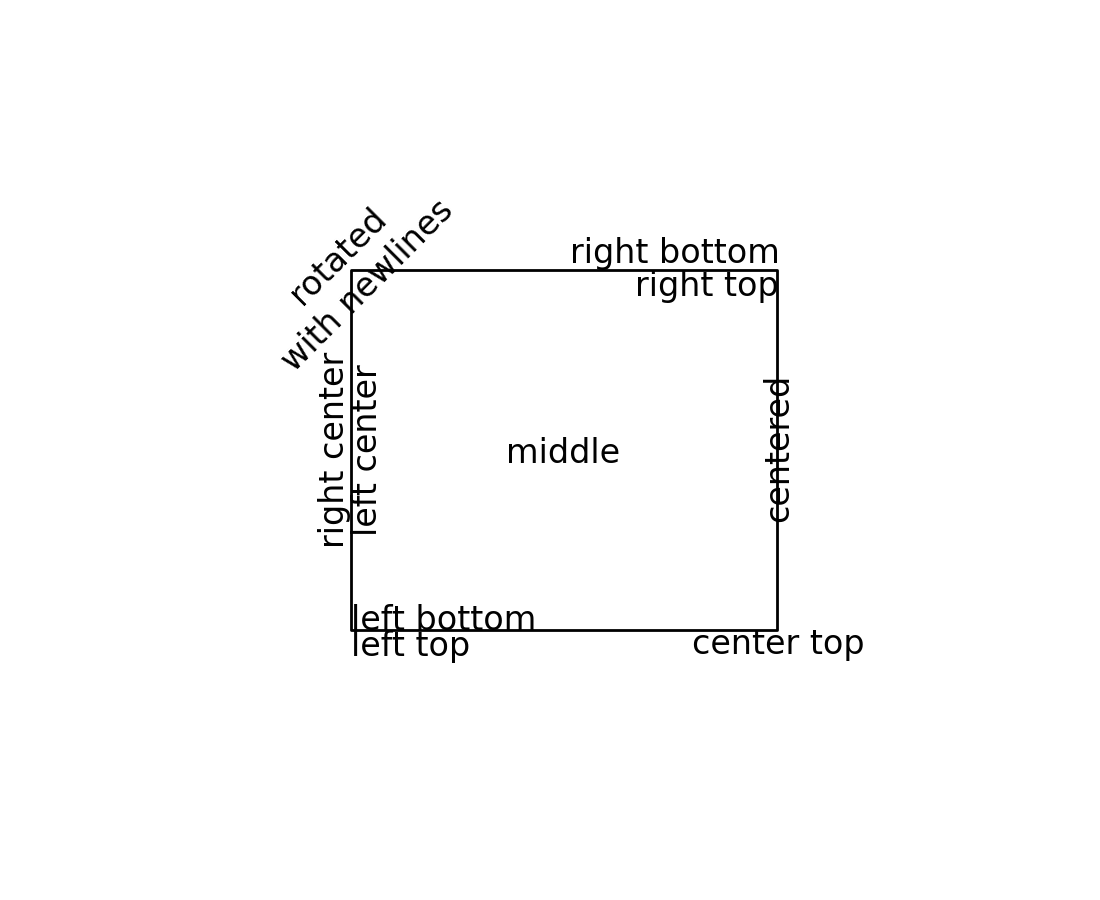 rotated
with newlines
right bottom
right top
right center
left center
middle
centered
left bottom
left top
center top